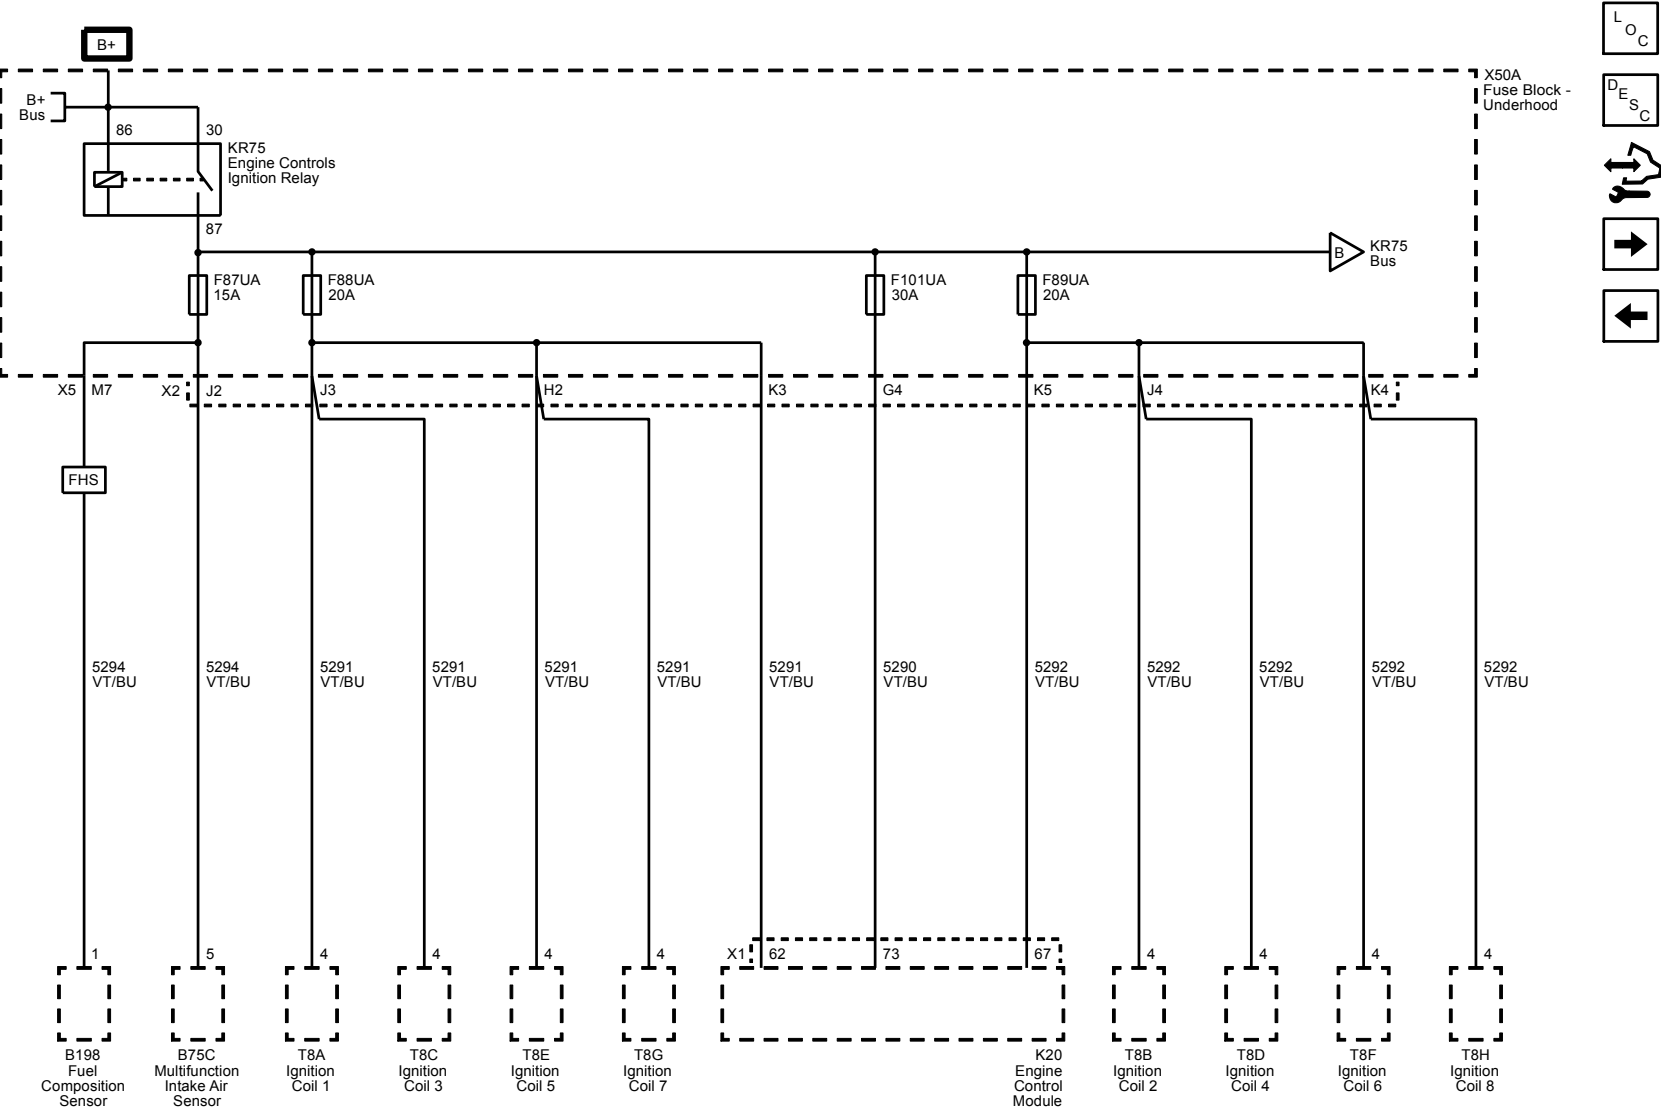 B+
L O C
X50A
Fuse Block -
Underhood
D E S C
B+
Bus
86
30
KR75
Engine Controls
Ignition Relay
87
B
KR75
Bus
F87UA
15A
F88UA
20A
F101UA
30A
F89UA
20A
X5 M7
X2 J2
J3
H2
K3
G4
K5
J4
K4
FHS
5294
VT/BU
5294
VT/BU
5291
VT/BU
5291
VT/BU
5291
VT/BU
5291
VT/BU
5291
VT/BU
5290
VT/BU
5292
VT/BU
5292
VT/BU
5292
VT/BU
5292
VT/BU
5292
VT/BU
1
5
4
4
4
4
X1 62
73
67
4
4
4
4
B198
Fuel
Composition
Sensor
B75C
Multifunction
Intake Air
Sensor
T8A
Ignition
Coil 1
T8C
Ignition
Coil 3
T8E
Ignition
Coil 5
T8G
Ignition
Coil 7
K20
Engine
Control
Module
T8B
Ignition
Coil 2
T8D
Ignition
Coil 4
T8F
Ignition
Coil 6
T8H
Ignition
Coil 8